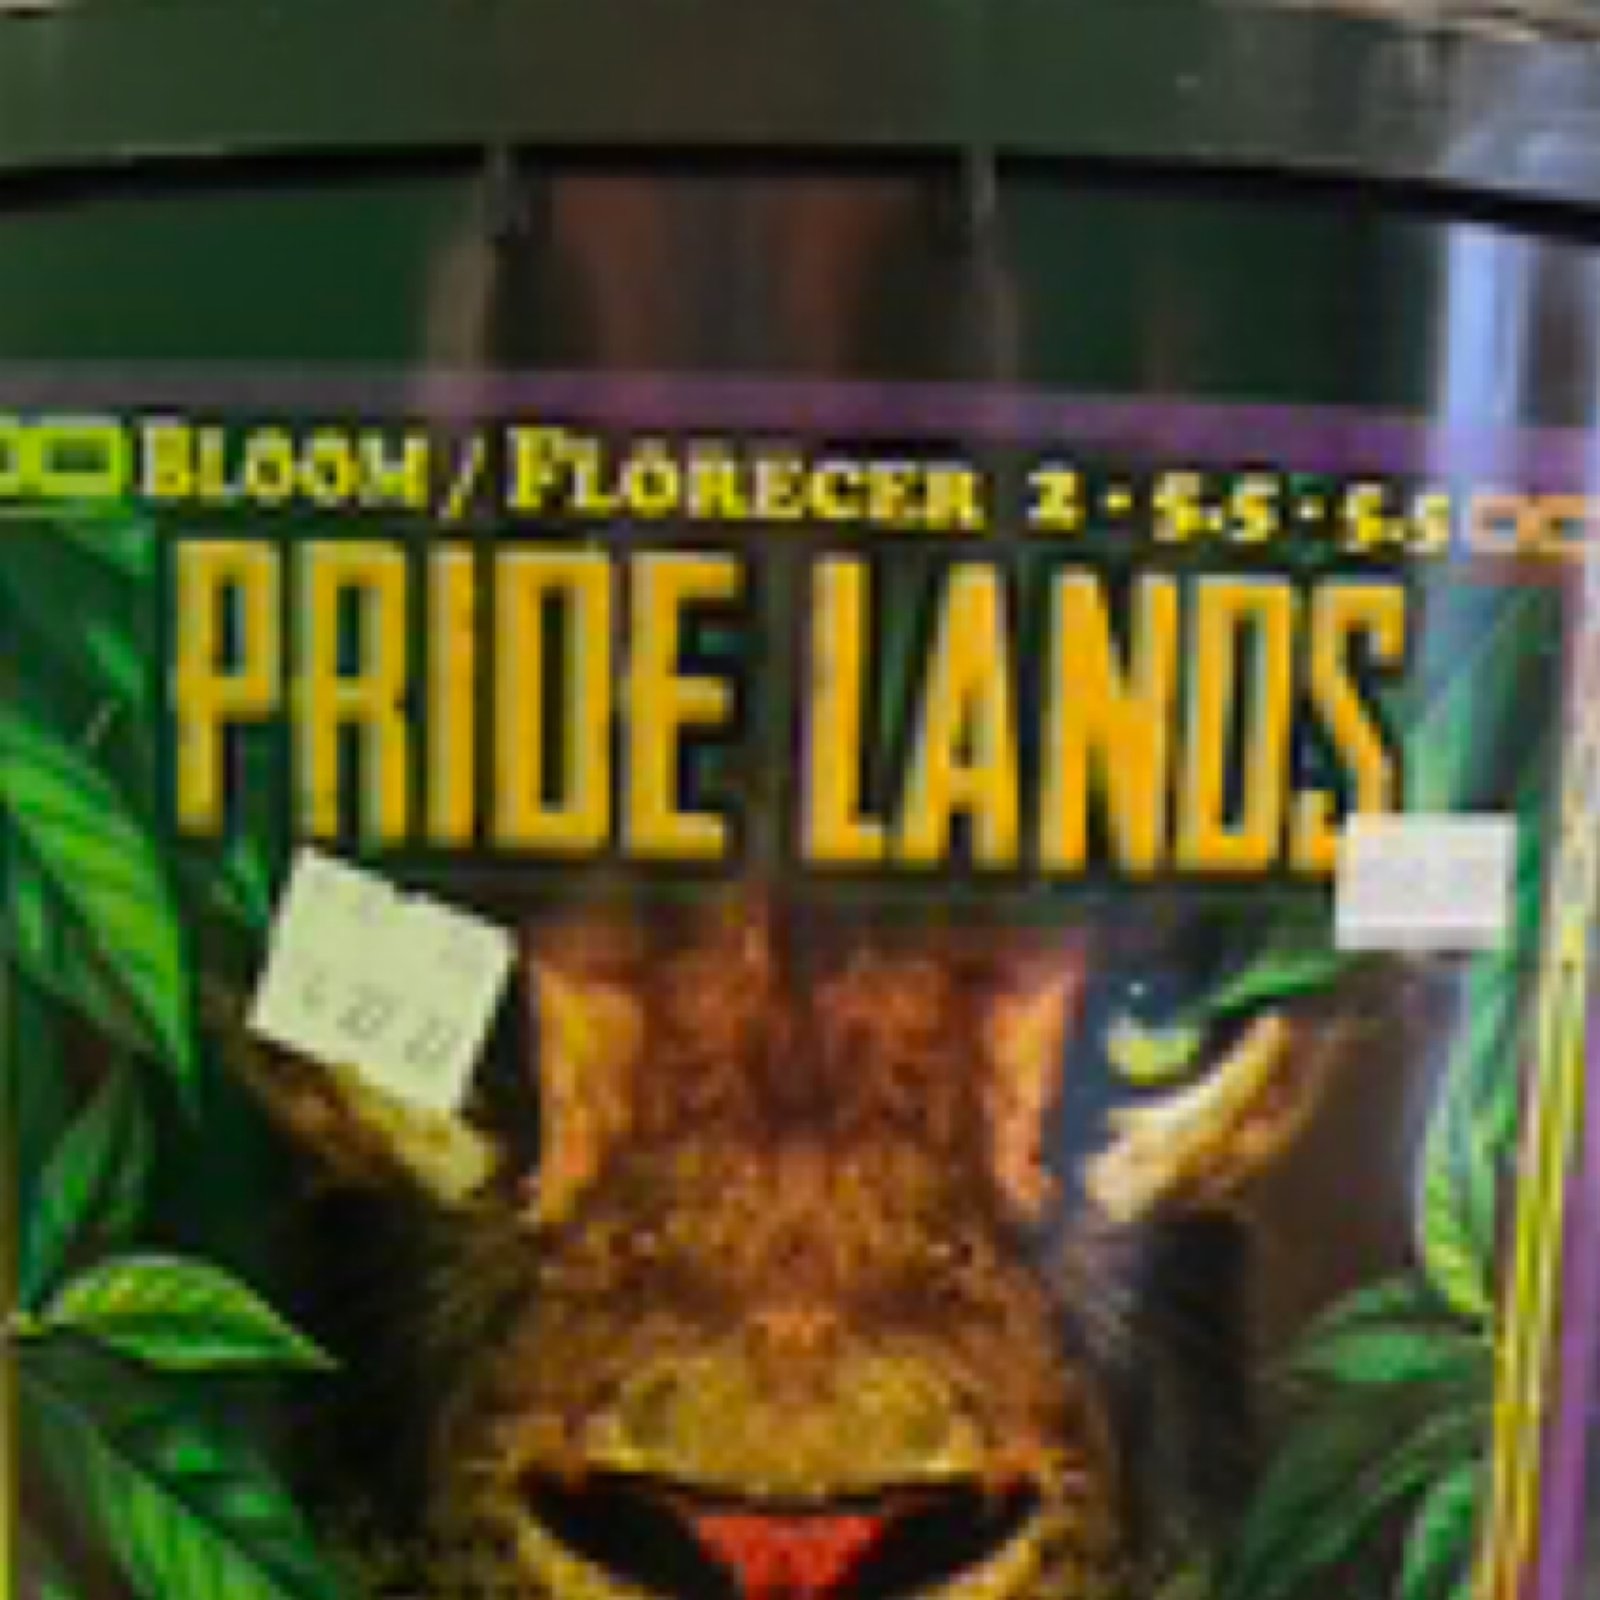 BLOOM / FLORECER 2 · 5.5 · 5.5
PRIDE LANDS